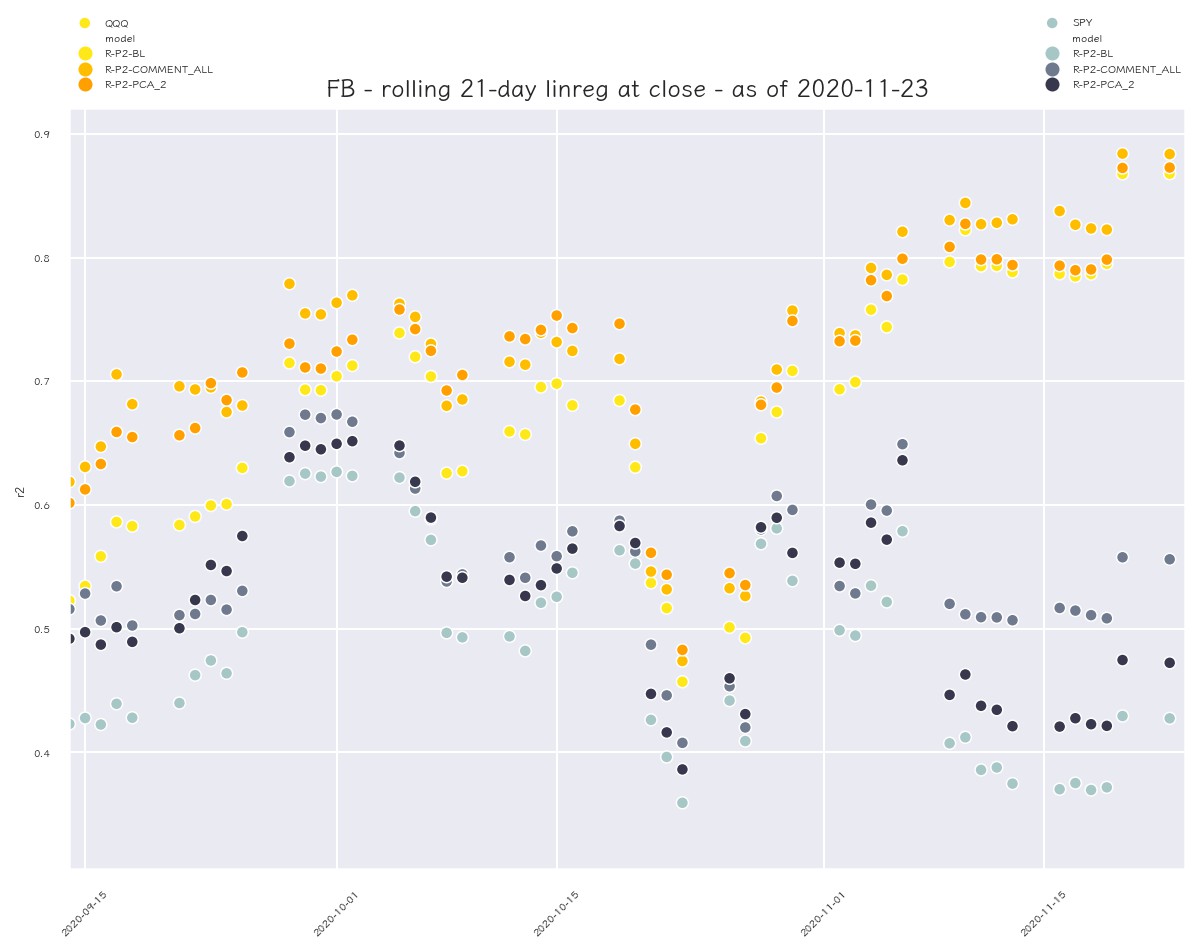 QQQ
model
R-P2-BL
R-P2-COMMENT_ALL
R-P2-PCA_2
SPY
model
R-P2-BL
R-P2-COMMENT_ALL
R-P2-PCA_2
FB - rolling 21-day linreg at close - as of 2020-11-23
0.9
0.8
0.7
0.6
0.5
0.4
r2
2020-09-15
2020-10-01
2020-10-15
2020-11-01
2020-11-15